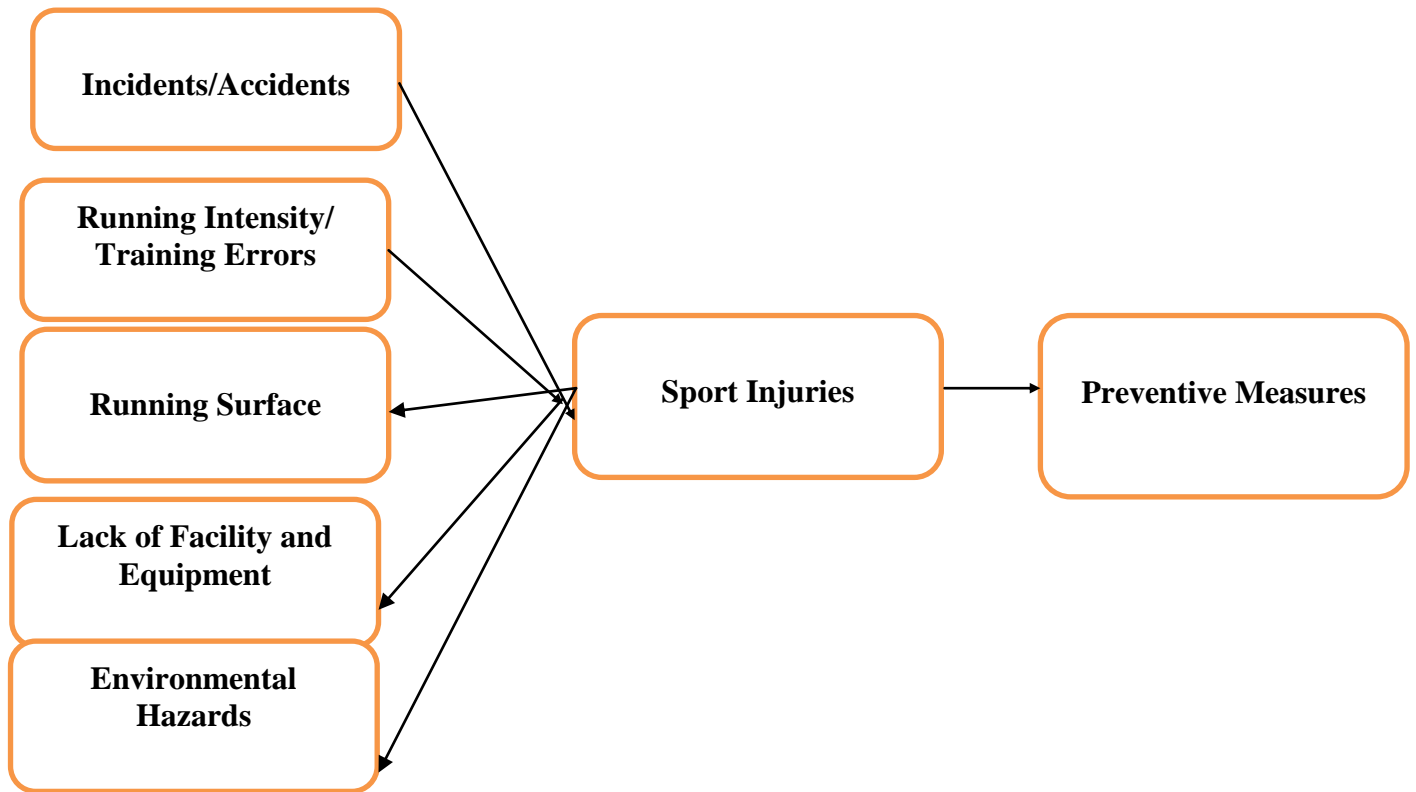 Incidents/Accidents
Running Intensity/
Training Errors
Running Surface
Lack of Facility and
Equipment
Environmental
Hazards
Sport Injuries
Preventive Measures